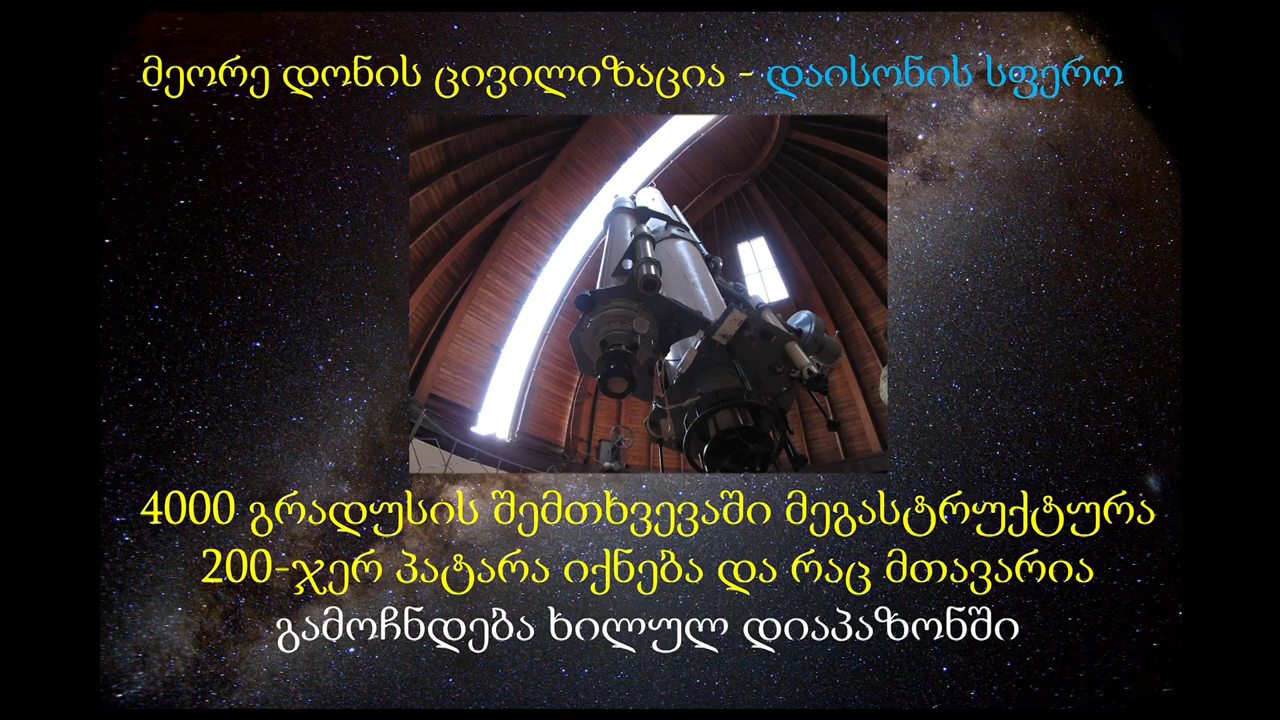 მეორე დონის ცივილიზაცია - დაისონის სფერო
4000 გრადუსის შემთხვევაში მეგასტრუქტურა
200-ჯერ პატარა იქნება და რაც მთავარია
გამოჩნდება ხილულ დიაპაზონში